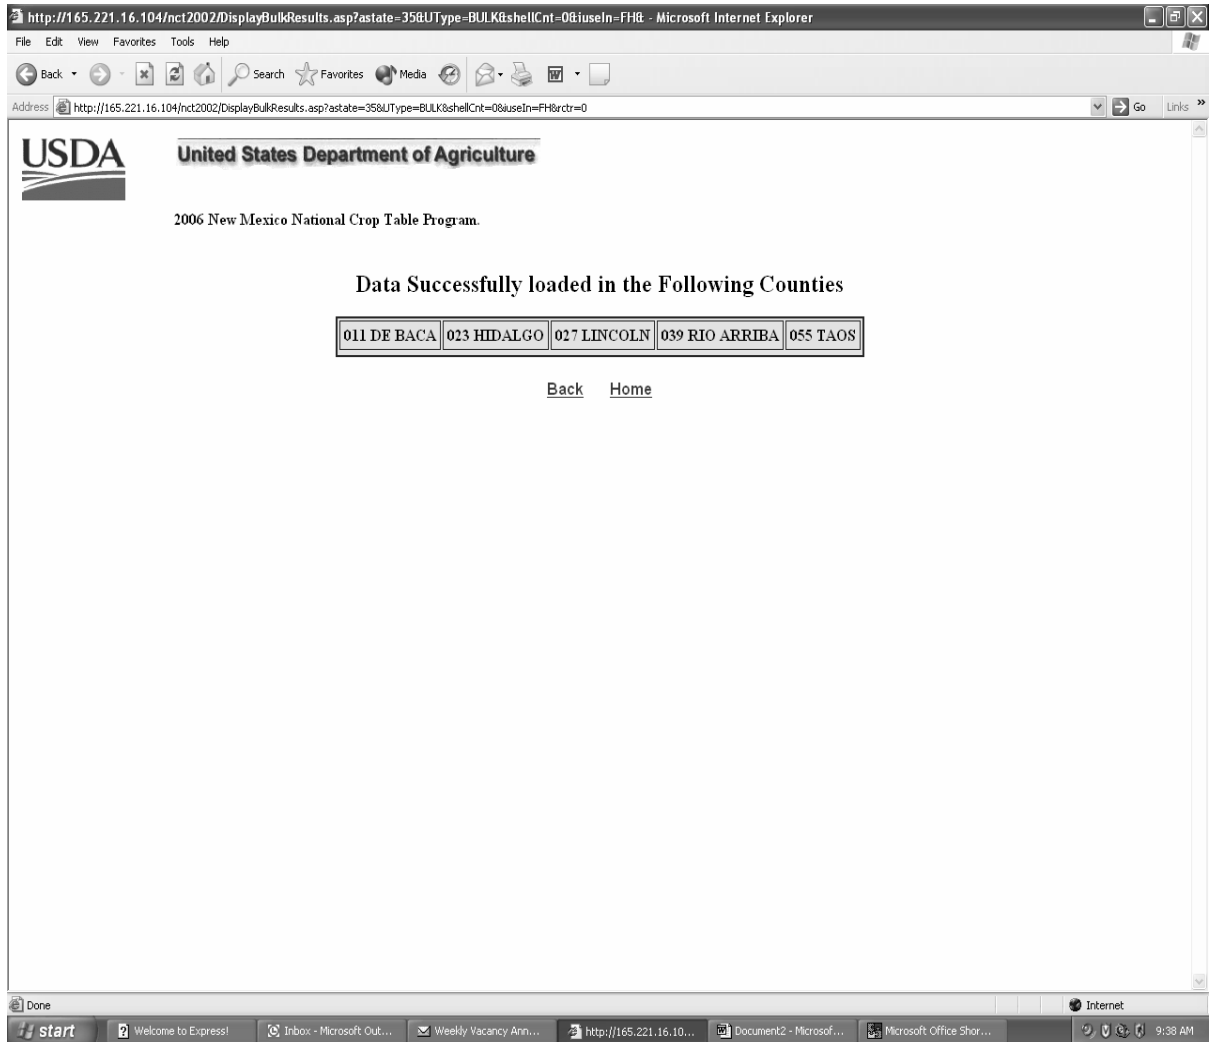 http://165.221.16.104/nct2002/DisplayBulkResults.asp?astate=35&UType=BULK&shellCnt=0&iuseIn=FH& - Microsoft Internet Explorer
File Edit View Favorites Tools Help
Back Search Favorites Media
Address http://165.221.16.104/nct2002/DisplayBulkResults.asp?astate=35&UType=BULK&shellCnt=0&iuseIn=FH&rctr=0 Go Links »
USDA United States Department of Agriculture
2006 New Mexico National Crop Table Program.
Data Successfully loaded in the Following Counties
011 DE BACA 023 HIDALGO 027 LINCOLN 039 RIO ARRIBA 055 TAOS
Back Home
Done Internet
start Welcome to Express! Inbox - Microsoft Out... Weekly Vacancy Ann... http://165.221.16.10... Document2 - Microsof... Microsoft Office Shor... 9:38 AM